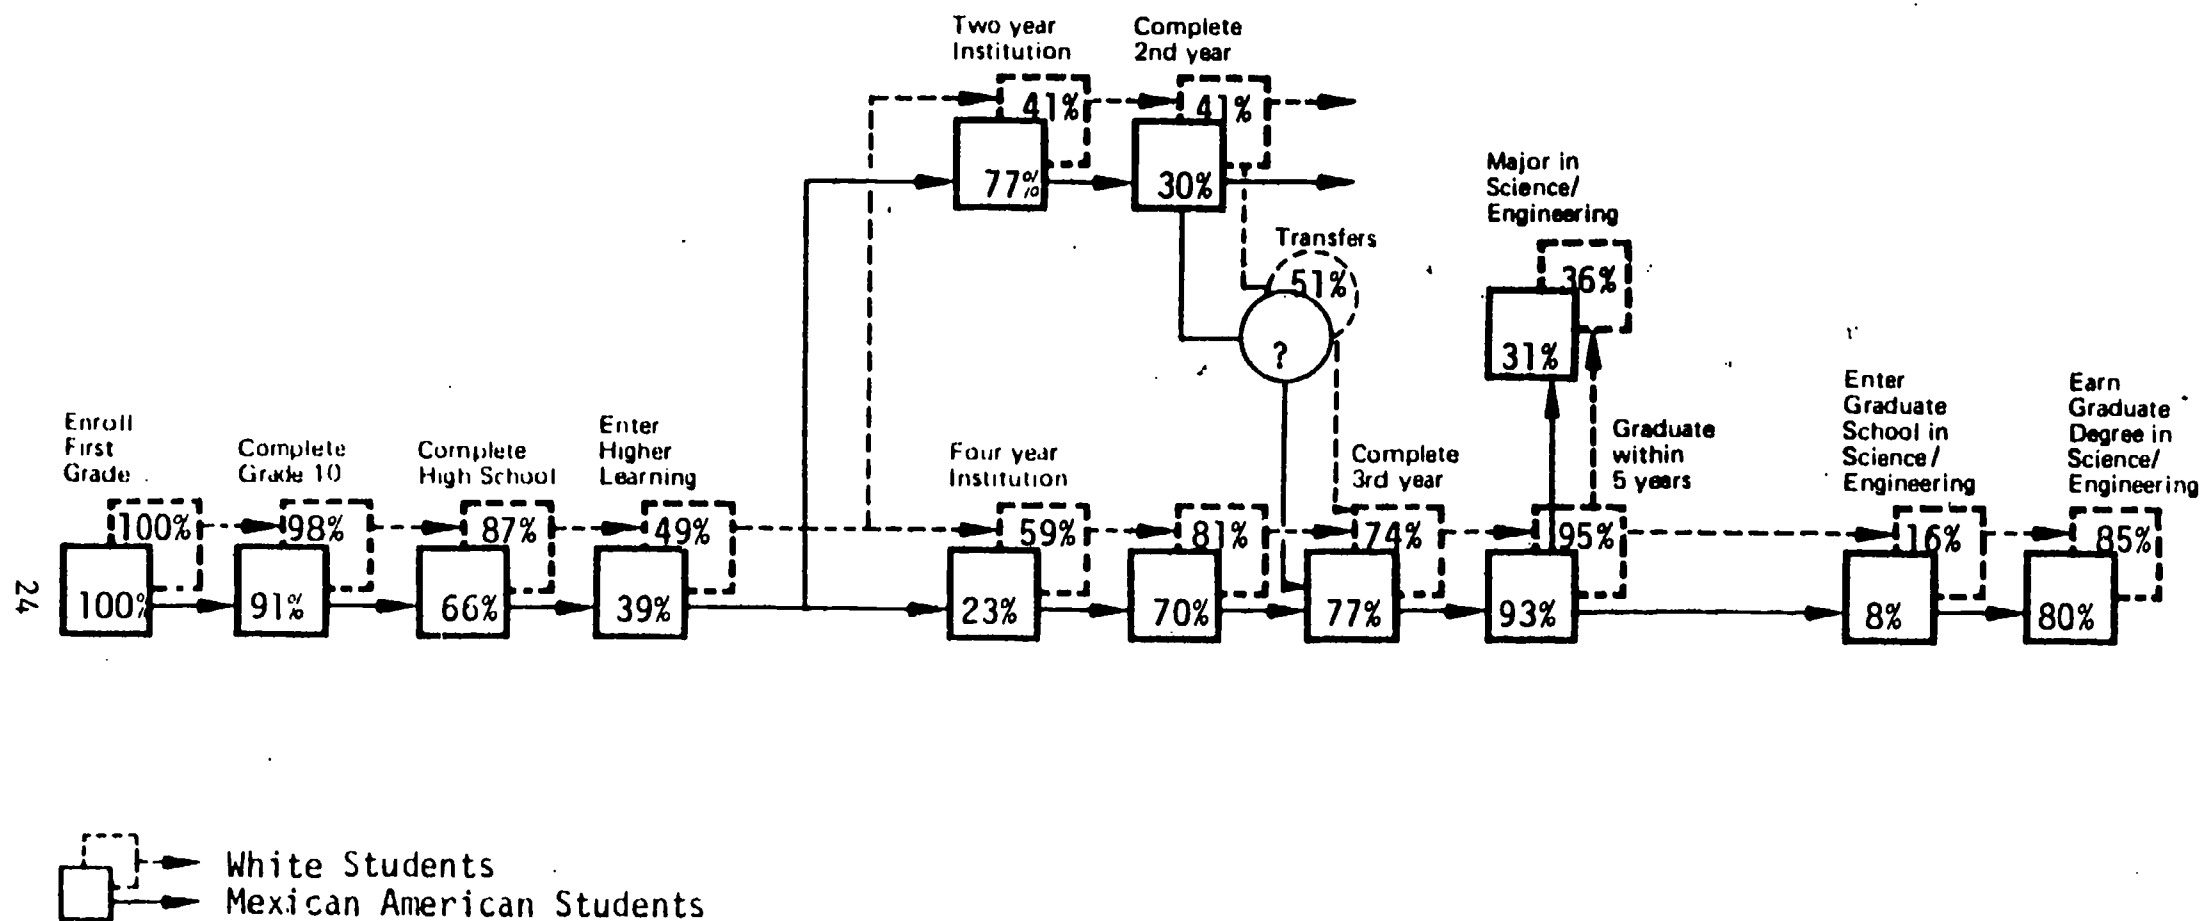 Two year
Institution
41%
77%
Complete
2nd year
41%
30%
Transfers
51%
?
Major in
Science/
Engineering
36%
31%
Enroll
First
Grade
100%
100%
Complete
Grade 10
98%
91%
Complete
High School
87%
66%
Enter
Higher
Learning
49%
39%
Four year
Institution
59%
23%
81%
70%
Complete
3rd year
74%
77%
Graduate
within
5 years
95%
93%
Enter
Graduate
School in
Science/
Engineering
16%
8%
Earn
Graduate
Degree in
Science/
Engineering
85%
80%
24
White Students
Mexican American Students